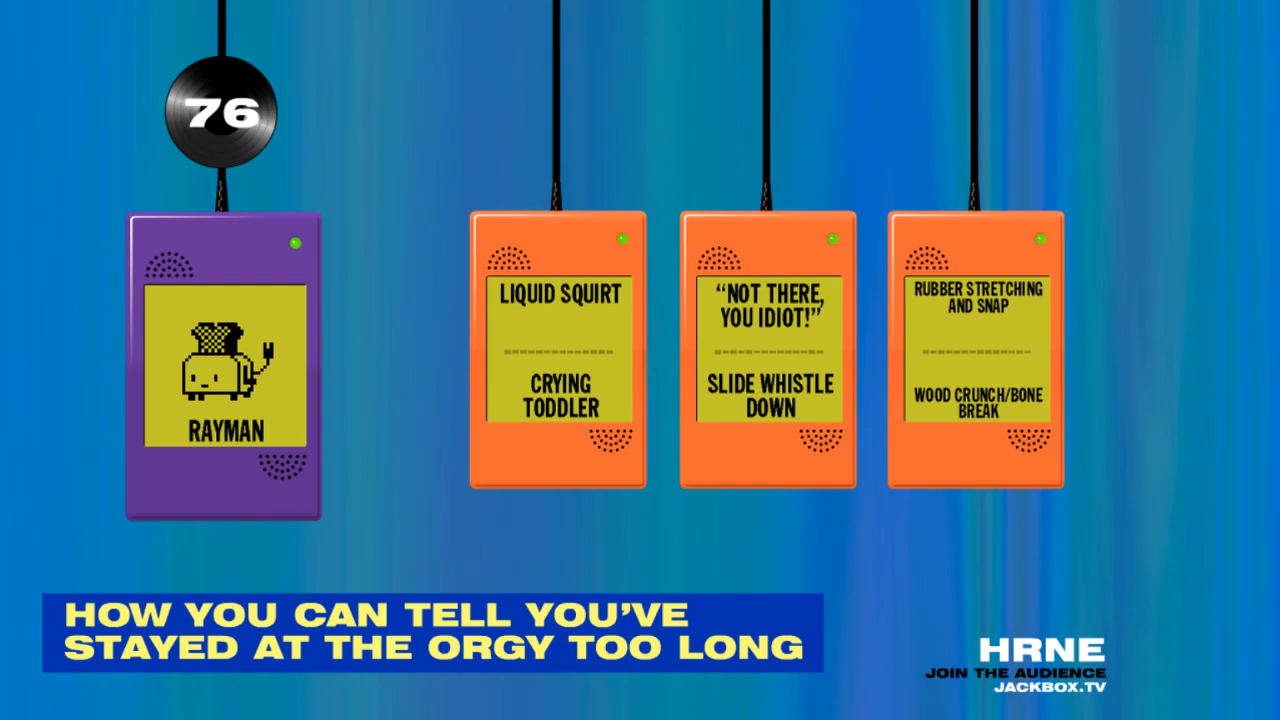 76
RAYMAN
LIQUID SQUIRT
CRYING
TODDLER
“NOT THERE,
YOU IDIOT!”
SLIDE WHISTLE
DOWN
RUBBER STRETCHING
AND SNAP
WOOD CRUNCH/BONE
BREAK
HOW YOU CAN TELL YOU’VE
STAYED AT THE ORGY TOO LONG
HRNE
JOIN THE AUDIENCE
JACKBOX.TV